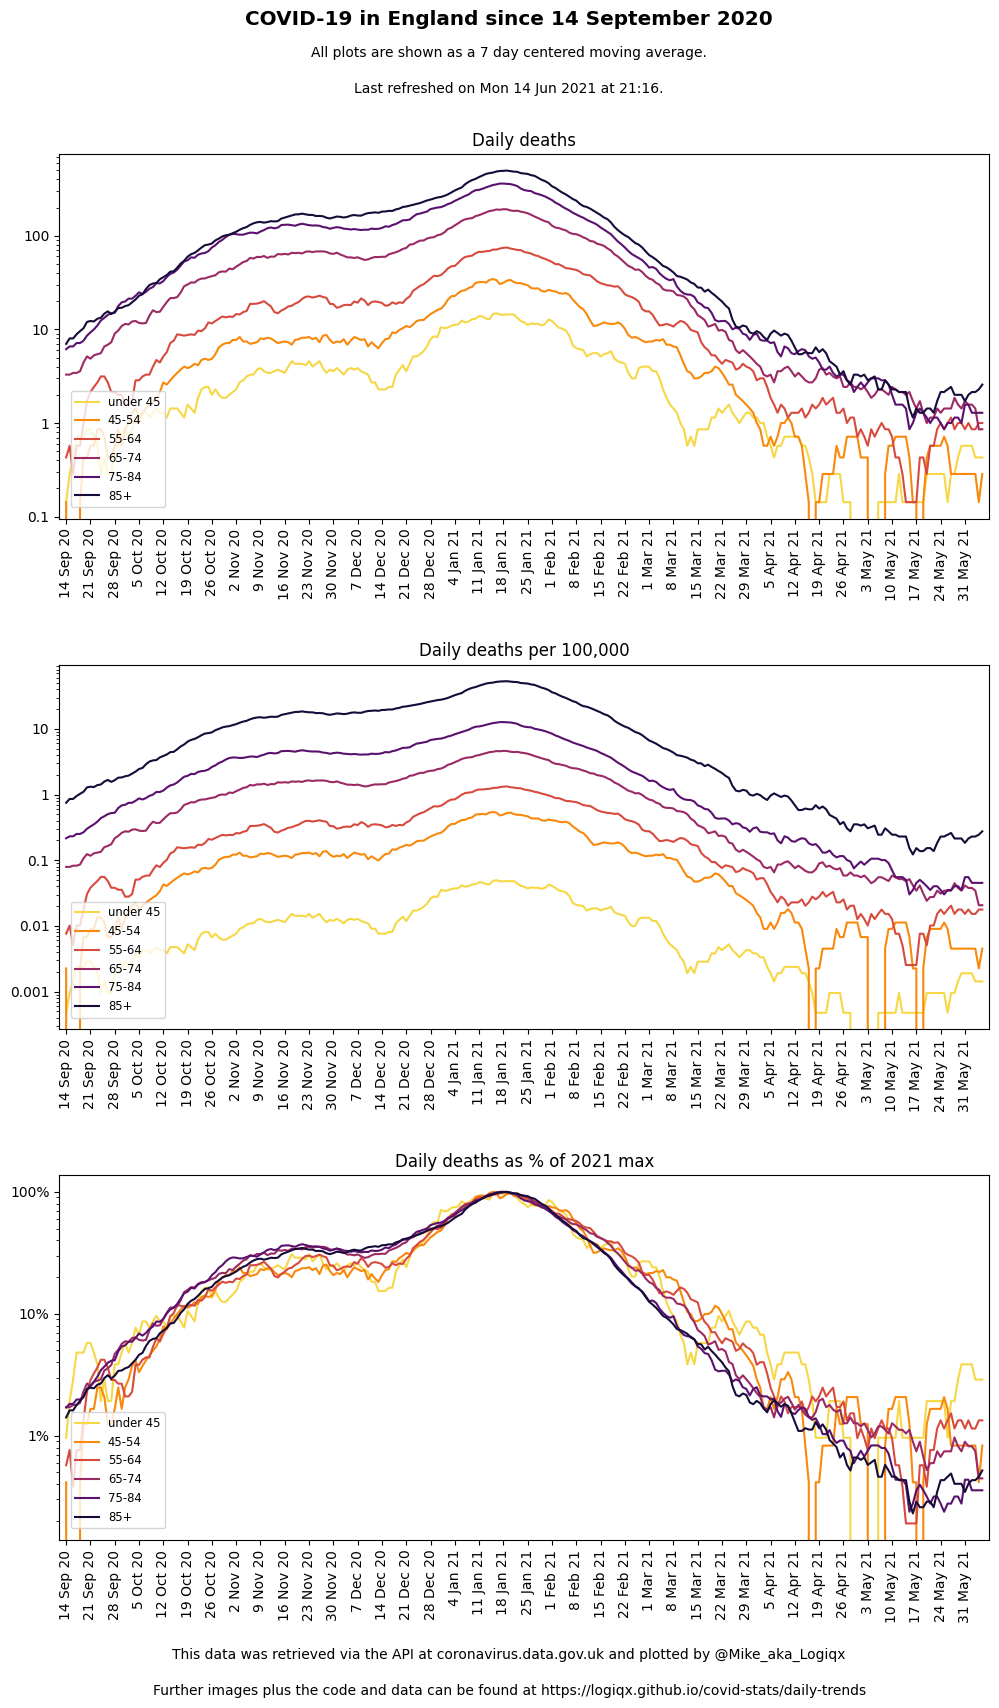 COVID-19 in England since 14 September 2020
All plots are shown as a 7 day centered moving average.
Last refreshed on Mon 14 Jun 2021 at 21:16.
Daily deaths
100
10
1
0.1
under 45
45-54
55-64
65-74
75-84
85+
14 Sep 20
21 Sep 20
28 Sep 20
5 Oct 20
12 Oct 20
19 Oct 20
26 Oct 20
2 Nov 20
9 Nov 20
16 Nov 20
23 Nov 20
30 Nov 20
7 Dec 20
14 Dec 20
21 Dec 20
28 Dec 20
4 Jan 21
11 Jan 21
18 Jan 21
25 Jan 21
1 Feb 21
8 Feb 21
15 Feb 21
22 Feb 21
1 Mar 21
8 Mar 21
15 Mar 21
22 Mar 21
29 Mar 21
5 Apr 21
12 Apr 21
19 Apr 21
26 Apr 21
3 May 21
10 May 21
17 May 21
24 May 21
31 May 21
Daily deaths per 100,000
10
1
0.1
0.01
0.001
under 45
45-54
55-64
65-74
75-84
85+
14 Sep 20
21 Sep 20
28 Sep 20
5 Oct 20
12 Oct 20
19 Oct 20
26 Oct 20
2 Nov 20
9 Nov 20
16 Nov 20
23 Nov 20
30 Nov 20
7 Dec 20
14 Dec 20
21 Dec 20
28 Dec 20
4 Jan 21
11 Jan 21
18 Jan 21
25 Jan 21
1 Feb 21
8 Feb 21
15 Feb 21
22 Feb 21
1 Mar 21
8 Mar 21
15 Mar 21
22 Mar 21
29 Mar 21
5 Apr 21
12 Apr 21
19 Apr 21
26 Apr 21
3 May 21
10 May 21
17 May 21
24 May 21
31 May 21
Daily deaths as % of 2021 max
100%
10%
1%
under 45
45-54
55-64
65-74
75-84
85+
14 Sep 20
21 Sep 20
28 Sep 20
5 Oct 20
12 Oct 20
19 Oct 20
26 Oct 20
2 Nov 20
9 Nov 20
16 Nov 20
23 Nov 20
30 Nov 20
7 Dec 20
14 Dec 20
21 Dec 20
28 Dec 20
4 Jan 21
11 Jan 21
18 Jan 21
25 Jan 21
1 Feb 21
8 Feb 21
15 Feb 21
22 Feb 21
1 Mar 21
8 Mar 21
15 Mar 21
22 Mar 21
29 Mar 21
5 Apr 21
12 Apr 21
19 Apr 21
26 Apr 21
3 May 21
10 May 21
17 May 21
24 May 21
31 May 21
This data was retrieved via the API at coronavirus.data.gov.uk and plotted by @Mike_aka_Logiqx
Further images plus the code and data can be found at https://logiqx.github.io/covid-stats/daily-trends